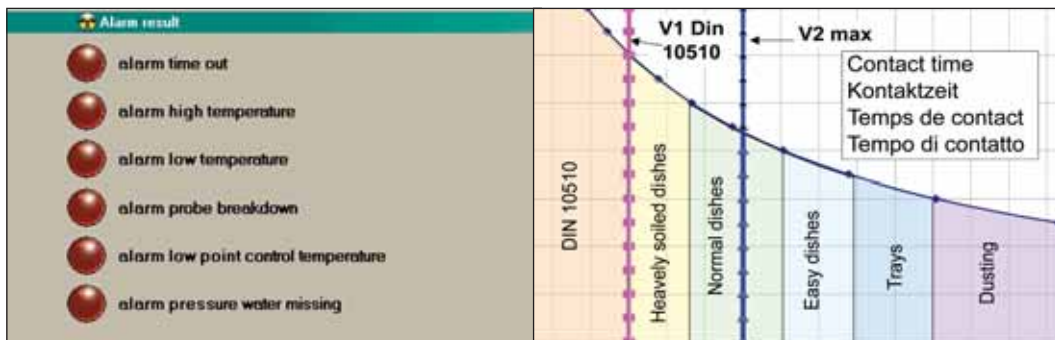 Alarm result
alarm time out
alarm high temperature
alarm low temperature
alarm probe breakdown
alarm low point control temperature
alarm pressure water missing
V1 Din
10510
V2 max
Contact time
Kontaktzeit
Temps de contact
Tempo di contatto
DIN 10510
Heavely soiled dishes
Normal dishes
Easy dishes
Trays
Dusting